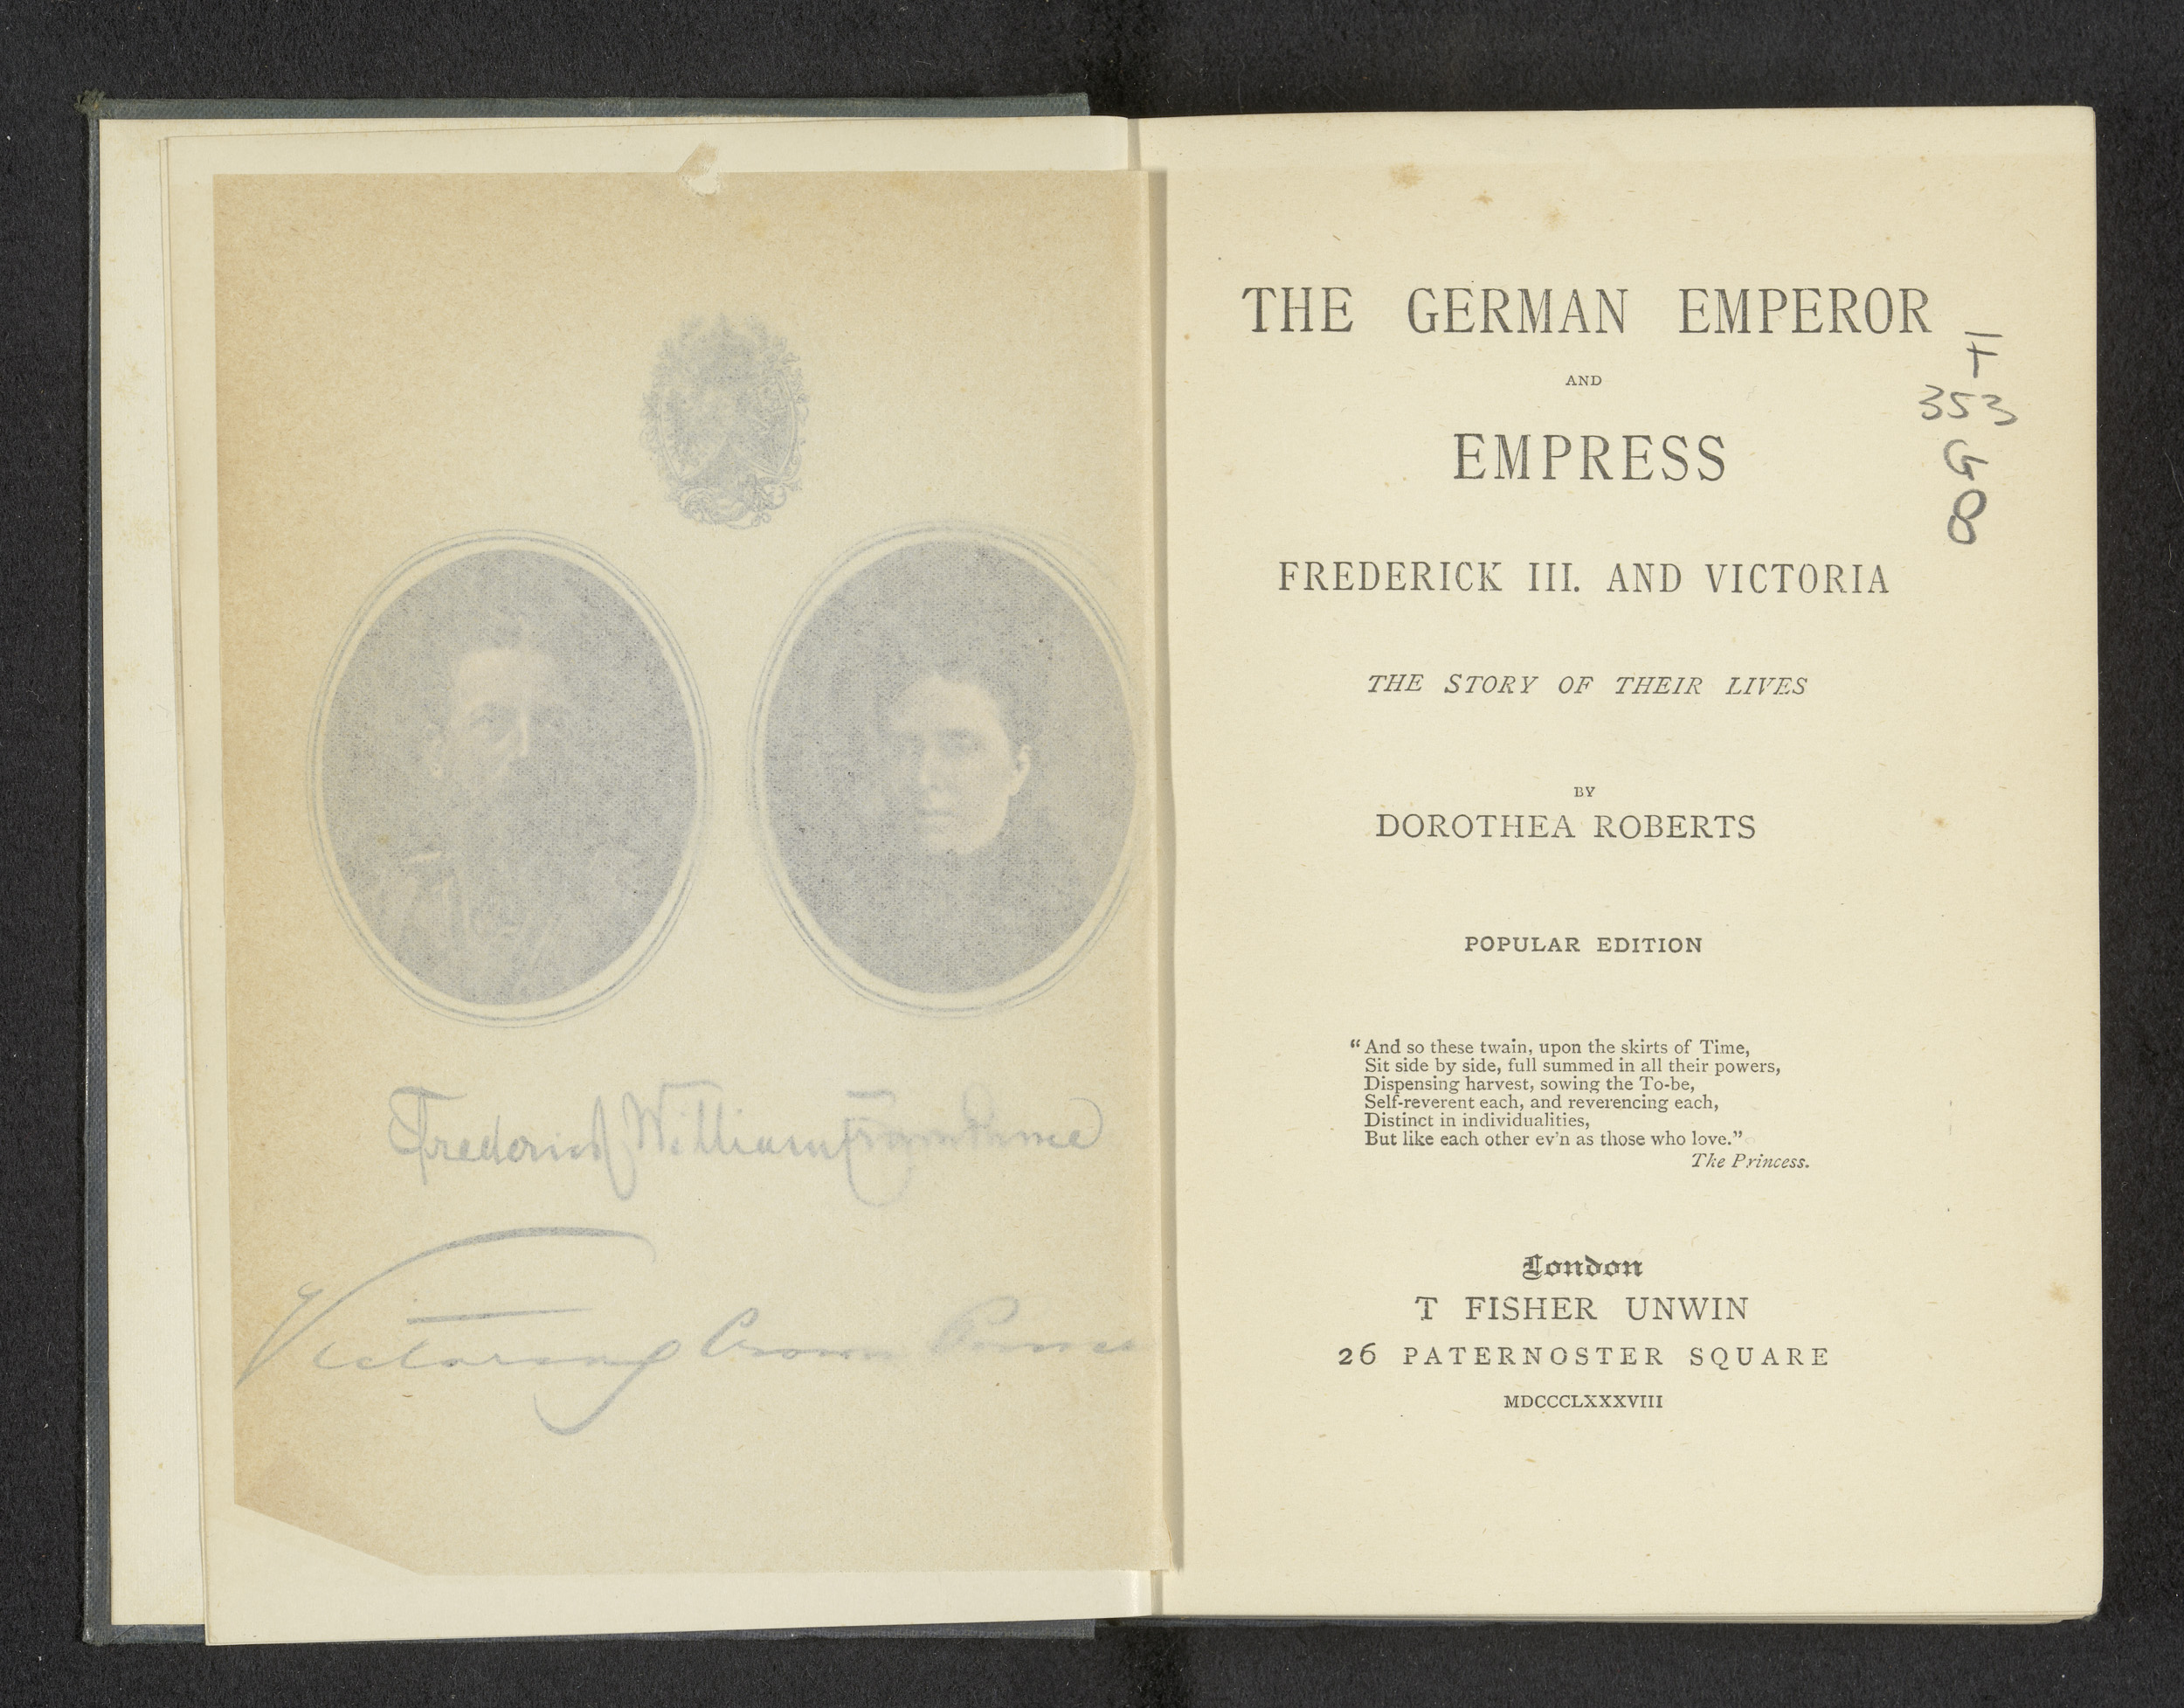 Frederick William Crown Prince
Victoria Crown
THE GERMAN EMPEROR
AND
EMPRESS
FREDERICK III. AND VICTORIA
THE STORY OF THEIR LIVES
BY
DOROTHEA ROBERTS
POPULAR EDITION
“And so these twain, upon the skirts of Time,
Sit side by side, full summed in all their powers,
Dispensing harvest, sowing the To-be,
Self-reverent each, and reverencing each,
Distinct in individualities,
But like each other ev'n as those who love.”
The Princess.
London
T FISHER UNWIN
26 PATERNOSTER SQUARE
MDCCCLXXXVIII
353
G
8